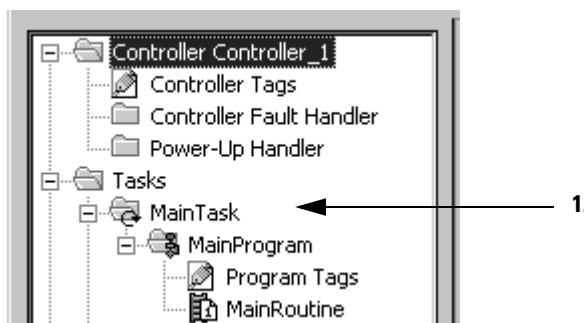 Controller Controller_1
Controller Tags
Controller Fault Handler
Power-Up Handler
Tasks
MainTask
1.
MainProgram
Program Tags
MainRoutine